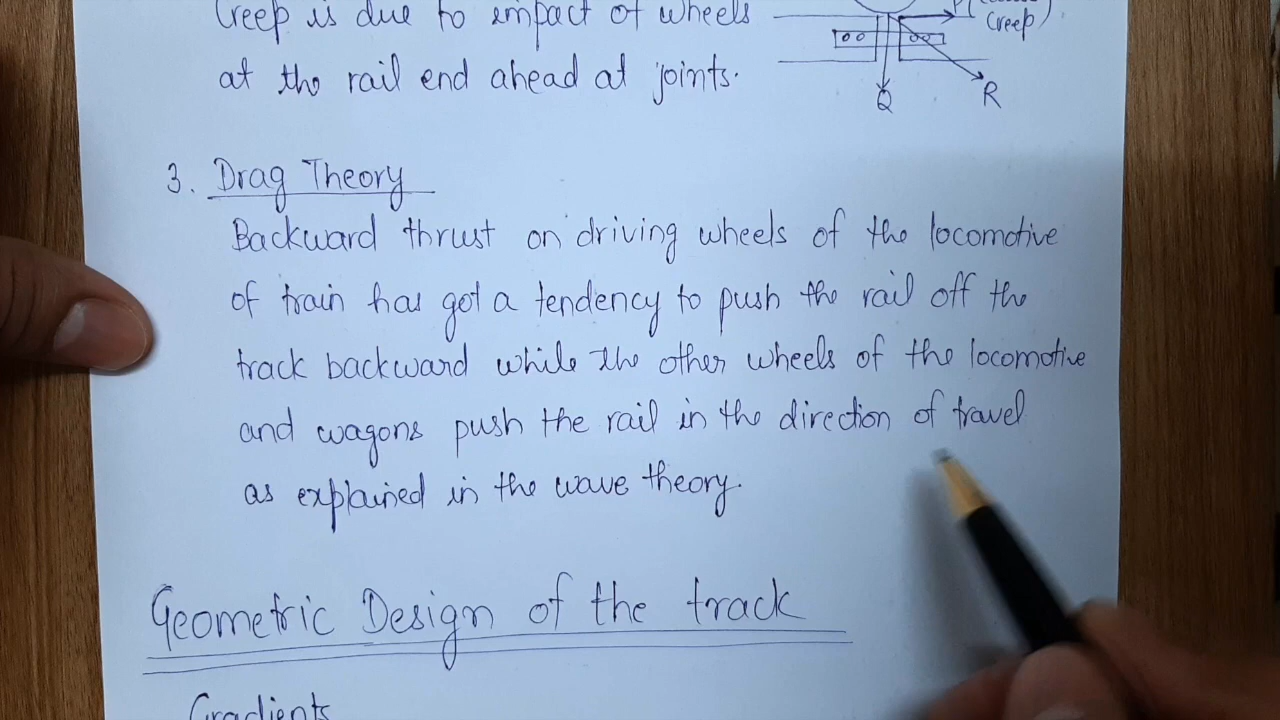 Creep is due to impact of wheels
at the rail end ahead at joints.
creep)
Q
R
3. Drag Theory
Backward thrust on driving wheels of the locomotive
of train has got a tendency to push the rail off the
track backward while the other wheels of the locomotive
and wagons push the rail in the direction of travel
as explained in the wave theory.
Geometric Design of the track
Gradients